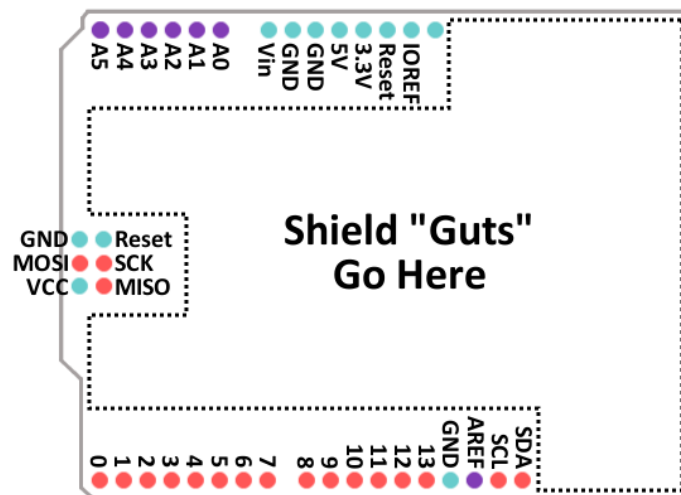 A5 A4 A3 A2 A1 A0 Vin GND GND 5V 3.3V Reset IOREF
Shield "Guts"
Go Here
GND Reset
MOSI SCK
VCC MISO
0 1 2 3 4 5 6 7 8 9 10 11 12 13 GND AREF SCL SDA